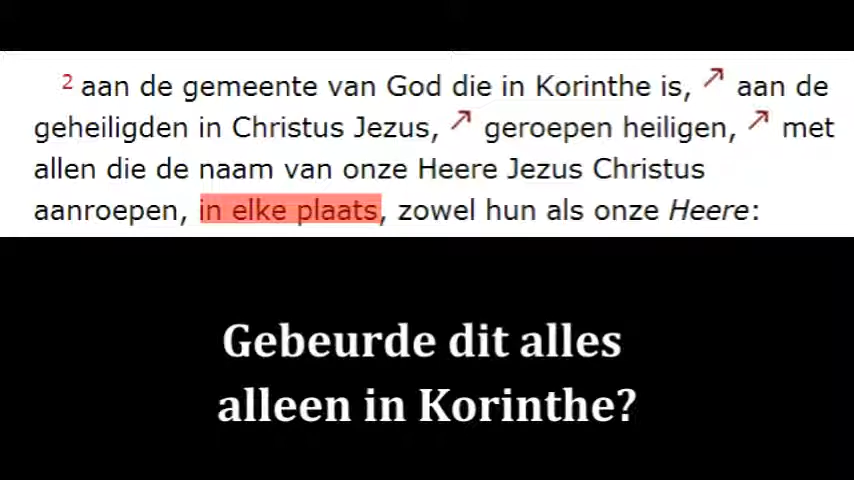 2 aan de gemeente van God die in Korinthe is, ↗ aan de
geheiligden in Christus Jezus, ↗ geroepen heiligen, ↗ met
allen die de naam van onze Heere Jezus Christus
aanroepen, in elke plaats, zowel hun als onze Heere:
Gebeurde dit alles
alleen in Korinthe?